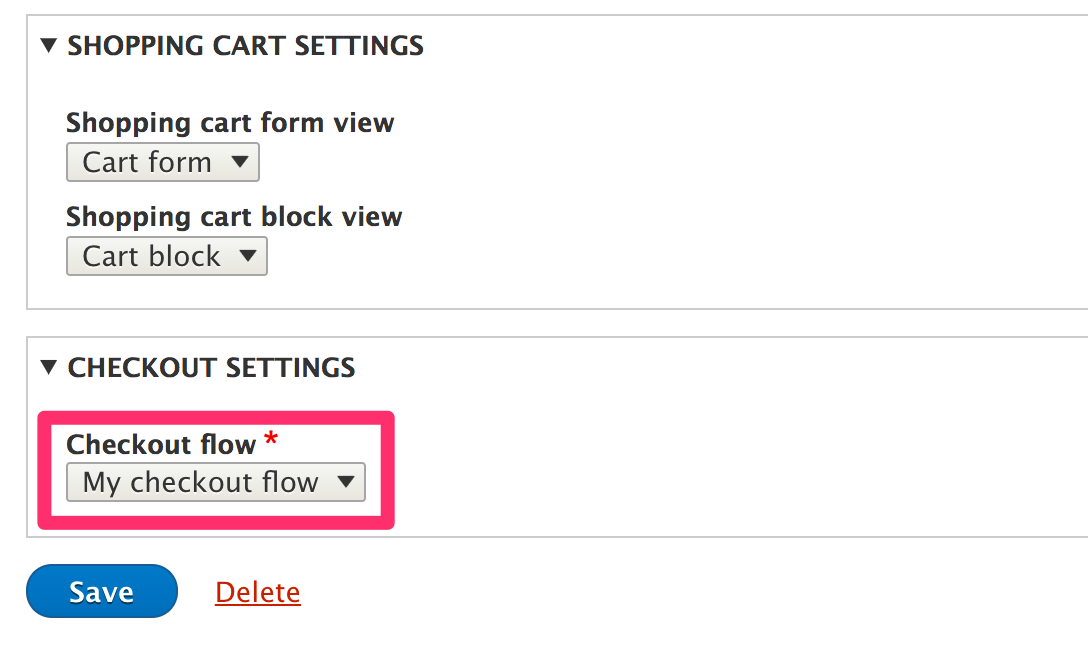 SHOPPING CART SETTINGS
Shopping cart form view
Cart form
Shopping cart block view
Cart block
CHECKOUT SETTINGS
Checkout flow *
My checkout flow
Save Delete